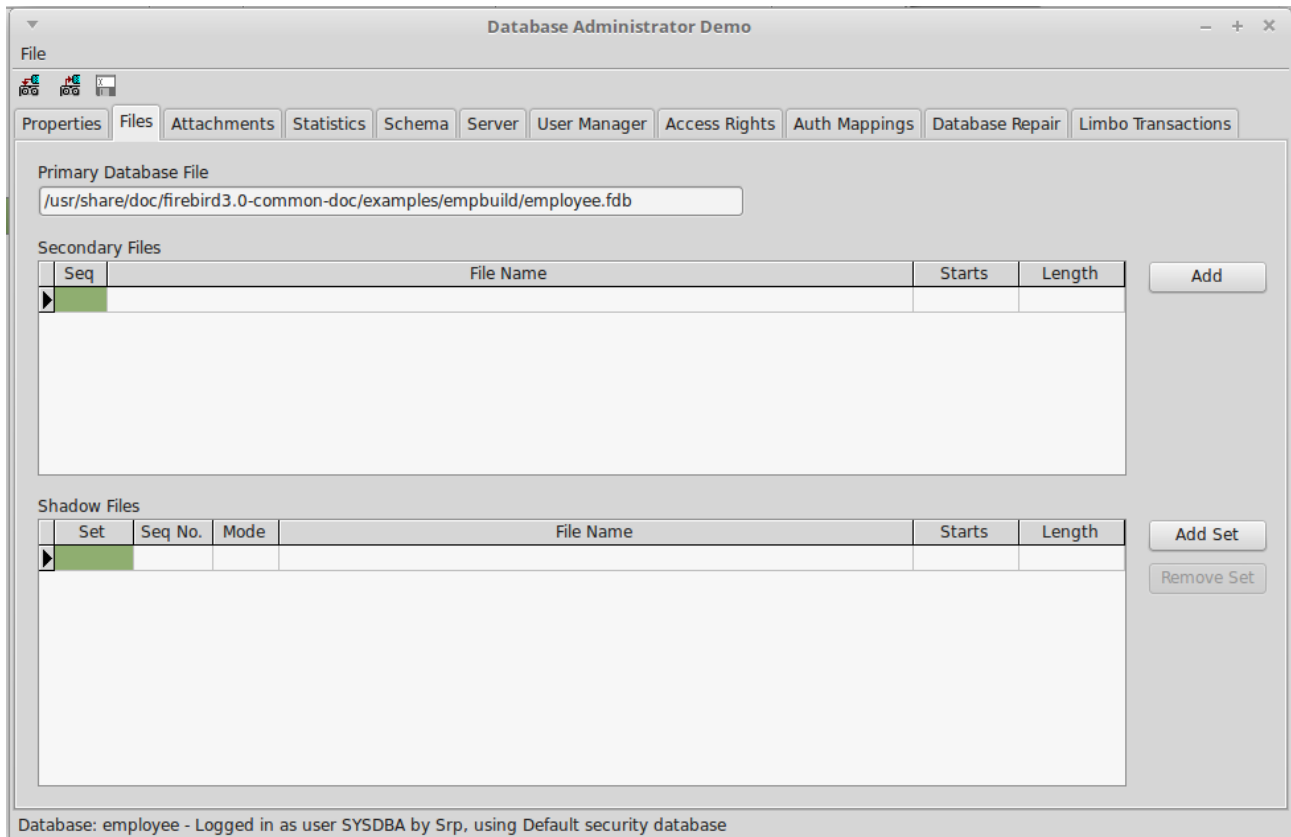 Database Administrator Demo
File
Properties Files Attachments Statistics Schema Server User Manager Access Rights Auth Mappings Database Repair Limbo Transactions
Primary Database File
/usr/share/doc/firebird3.0-common-doc/examples/empbuild/employee.fdb
Secondary Files
Seq File Name Starts Length
Add
Shadow Files
Set Seq No. Mode File Name Starts Length
Add Set
Remove Set
Database: employee - Logged in as user SYSDBA by Srp, using Default security database